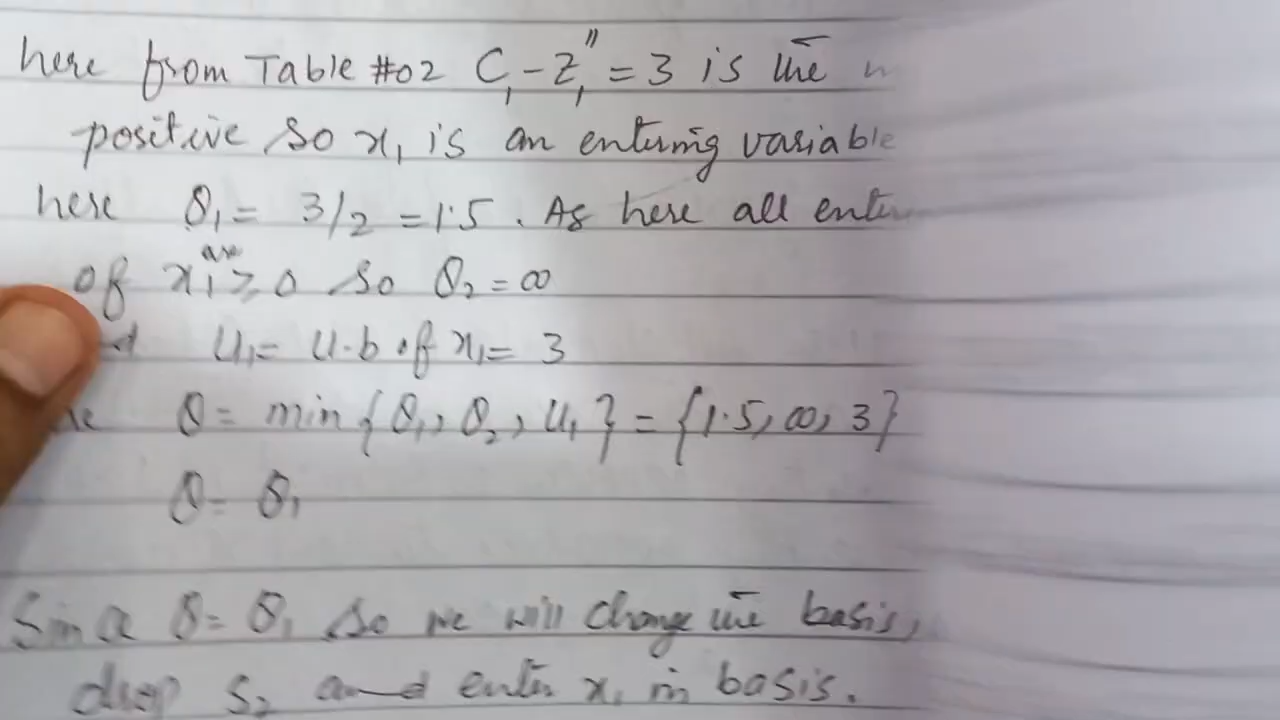 here from Table #02 C₁-Z₁" = 3 is the
positive so x₁ is an entering variable
here θ₁= 3/2 = 1.5 . As here all
are
of x₁ ≥ 0 so θ₂ = ∞
U₁= U.b of x₁= 3
θ= min{θ₁, θ₂, U₁} = {1.5, ∞, 3}
θ= θ₁
Since θ= θ₁ so we will change the basis,
drop S₂ and enter x₁ in basis.